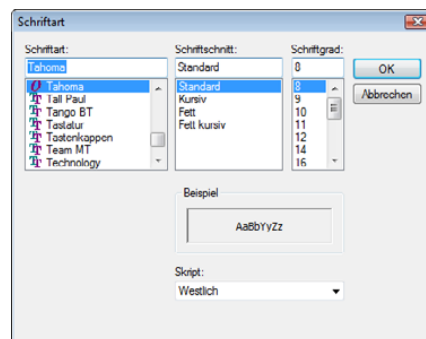 Schriftart
Schriftart:
Tahoma
Tahoma
Tall Paul
Tango BT
Tastatur
Tastenkappen
Team MT
Technology
Schriftschnitt:
Standard
Standard
Kursiv
Fett
Fett kursiv
Schriftgrad:
8
8
9
10
11
12
14
16
OK
Abbrechen
Beispiel
AaBbYyZz
Skript:
Westlich